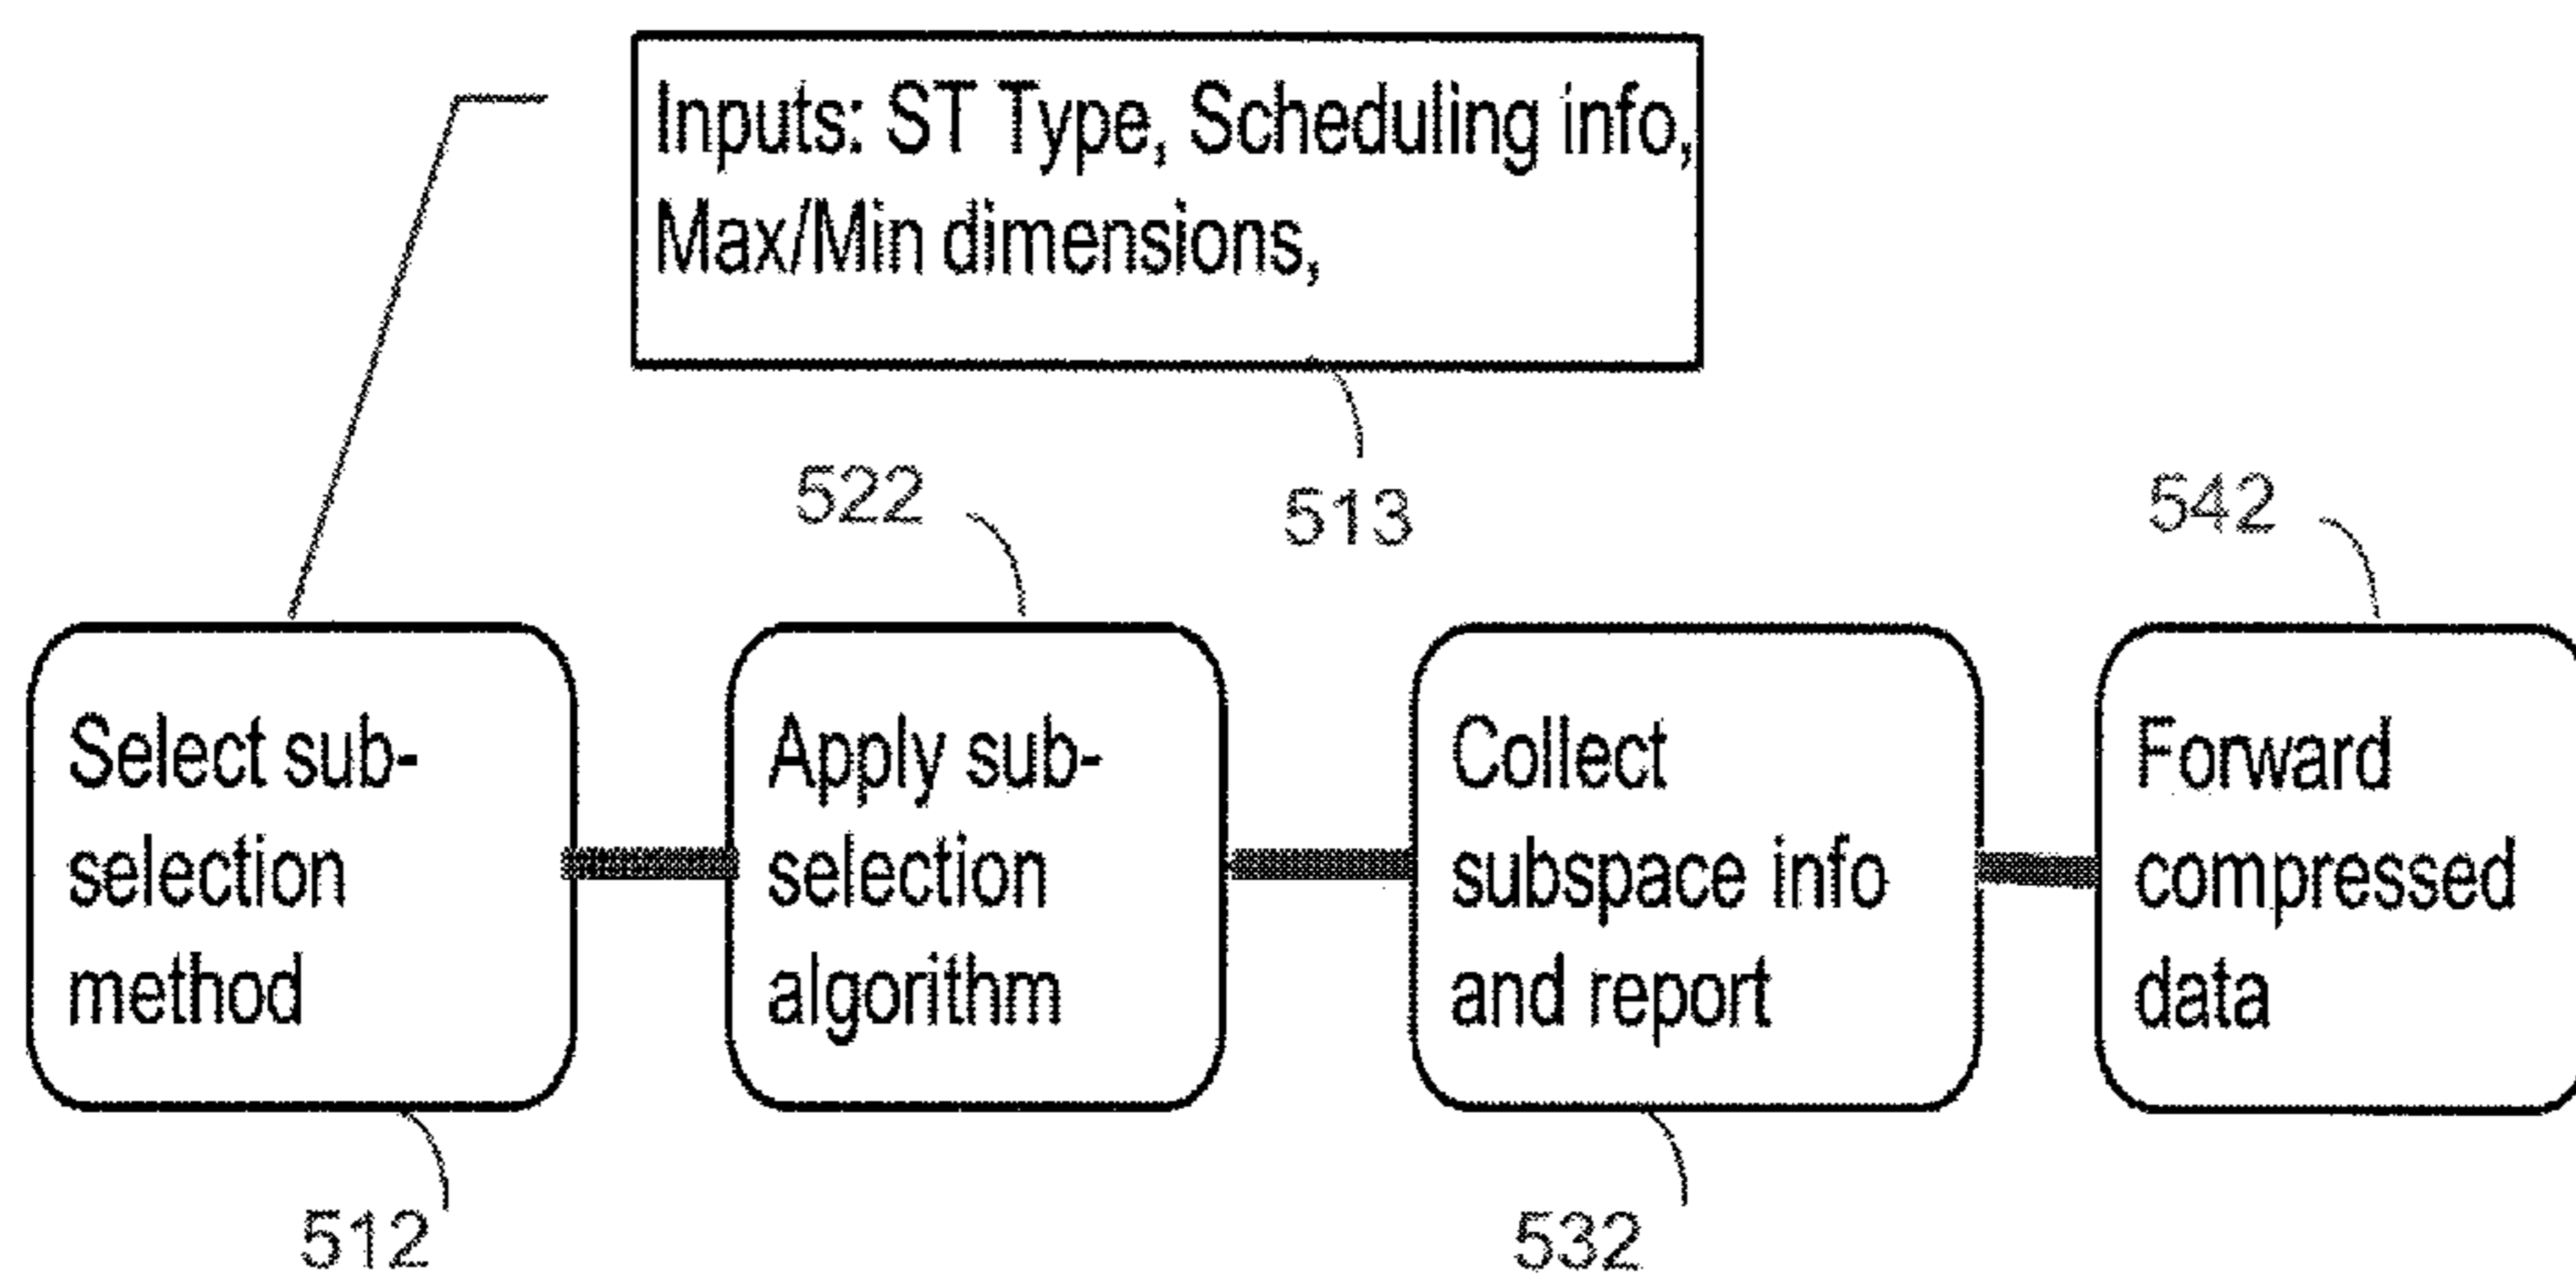 Inputs: ST Type, Scheduling info,
Max/Min dimensions,
522
513
542
Select sub-
selection
method
Apply sub-
selection
algorithm
Collect
subspace info
and report
Forward
compressed
data
512
532